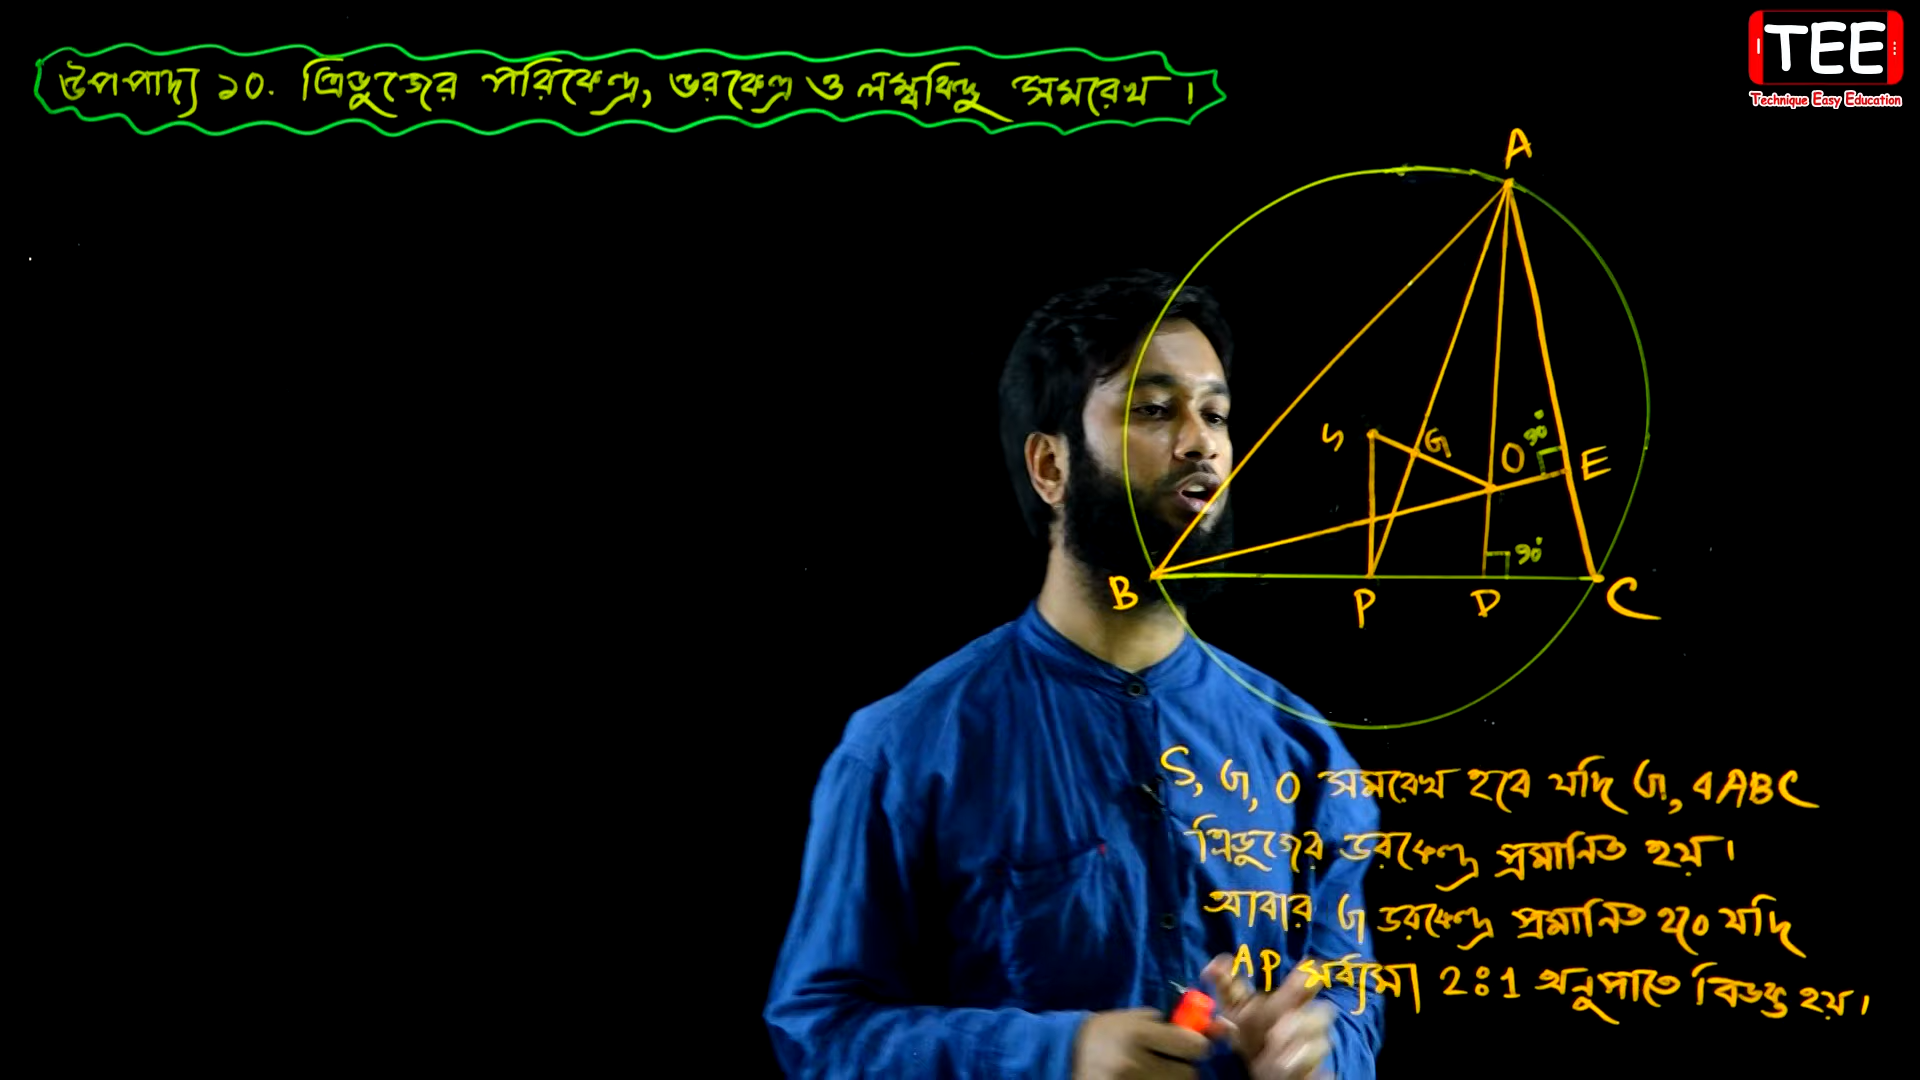 উপপাদ্য ১০. ত্রিভুজের পরিকেন্দ্র, ভরকেন্দ্র ও লম্ববিন্দু সমরেখ ।
TEE
Technique Easy Education
A
S
G
O
90°
E
90°
B
P
D
C
S, G, O সমরেখ হবে যদি G, ΔABC
ত্রিভুজের ভরকেন্দ্র প্রমানিত হয় ।
আবার G ভরকেন্দ্র প্রমানিত হবে যদি
AP মধ্যমা 2:1 অনুপাতে বিভক্ত হয় ।